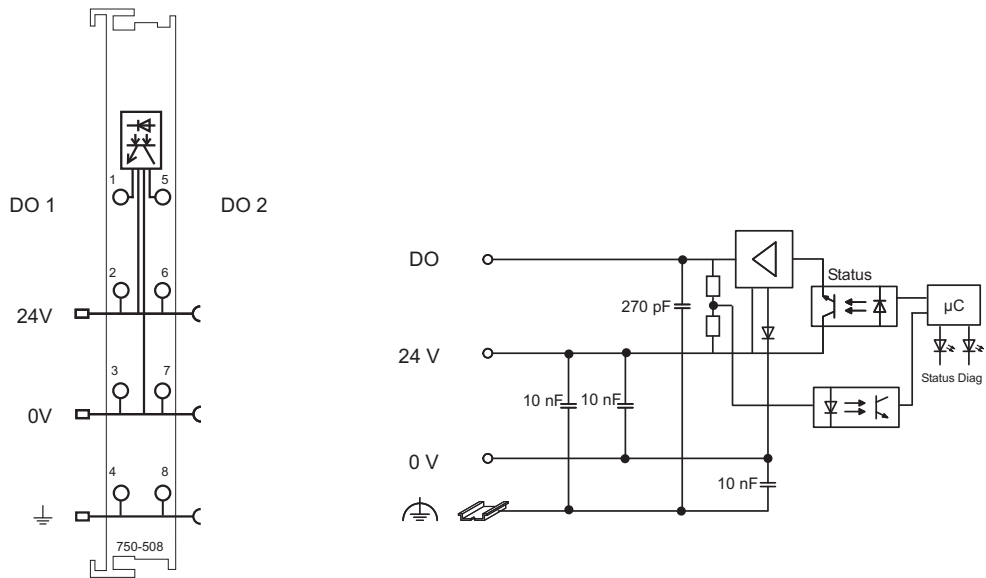 1
5
DO 1
DO 2
2
6
24V
3
7
0V
4
8
750-508
DO
Status
270 pF
µC
24 V
Status Diag
10 nF
10 nF
0 V
10 nF